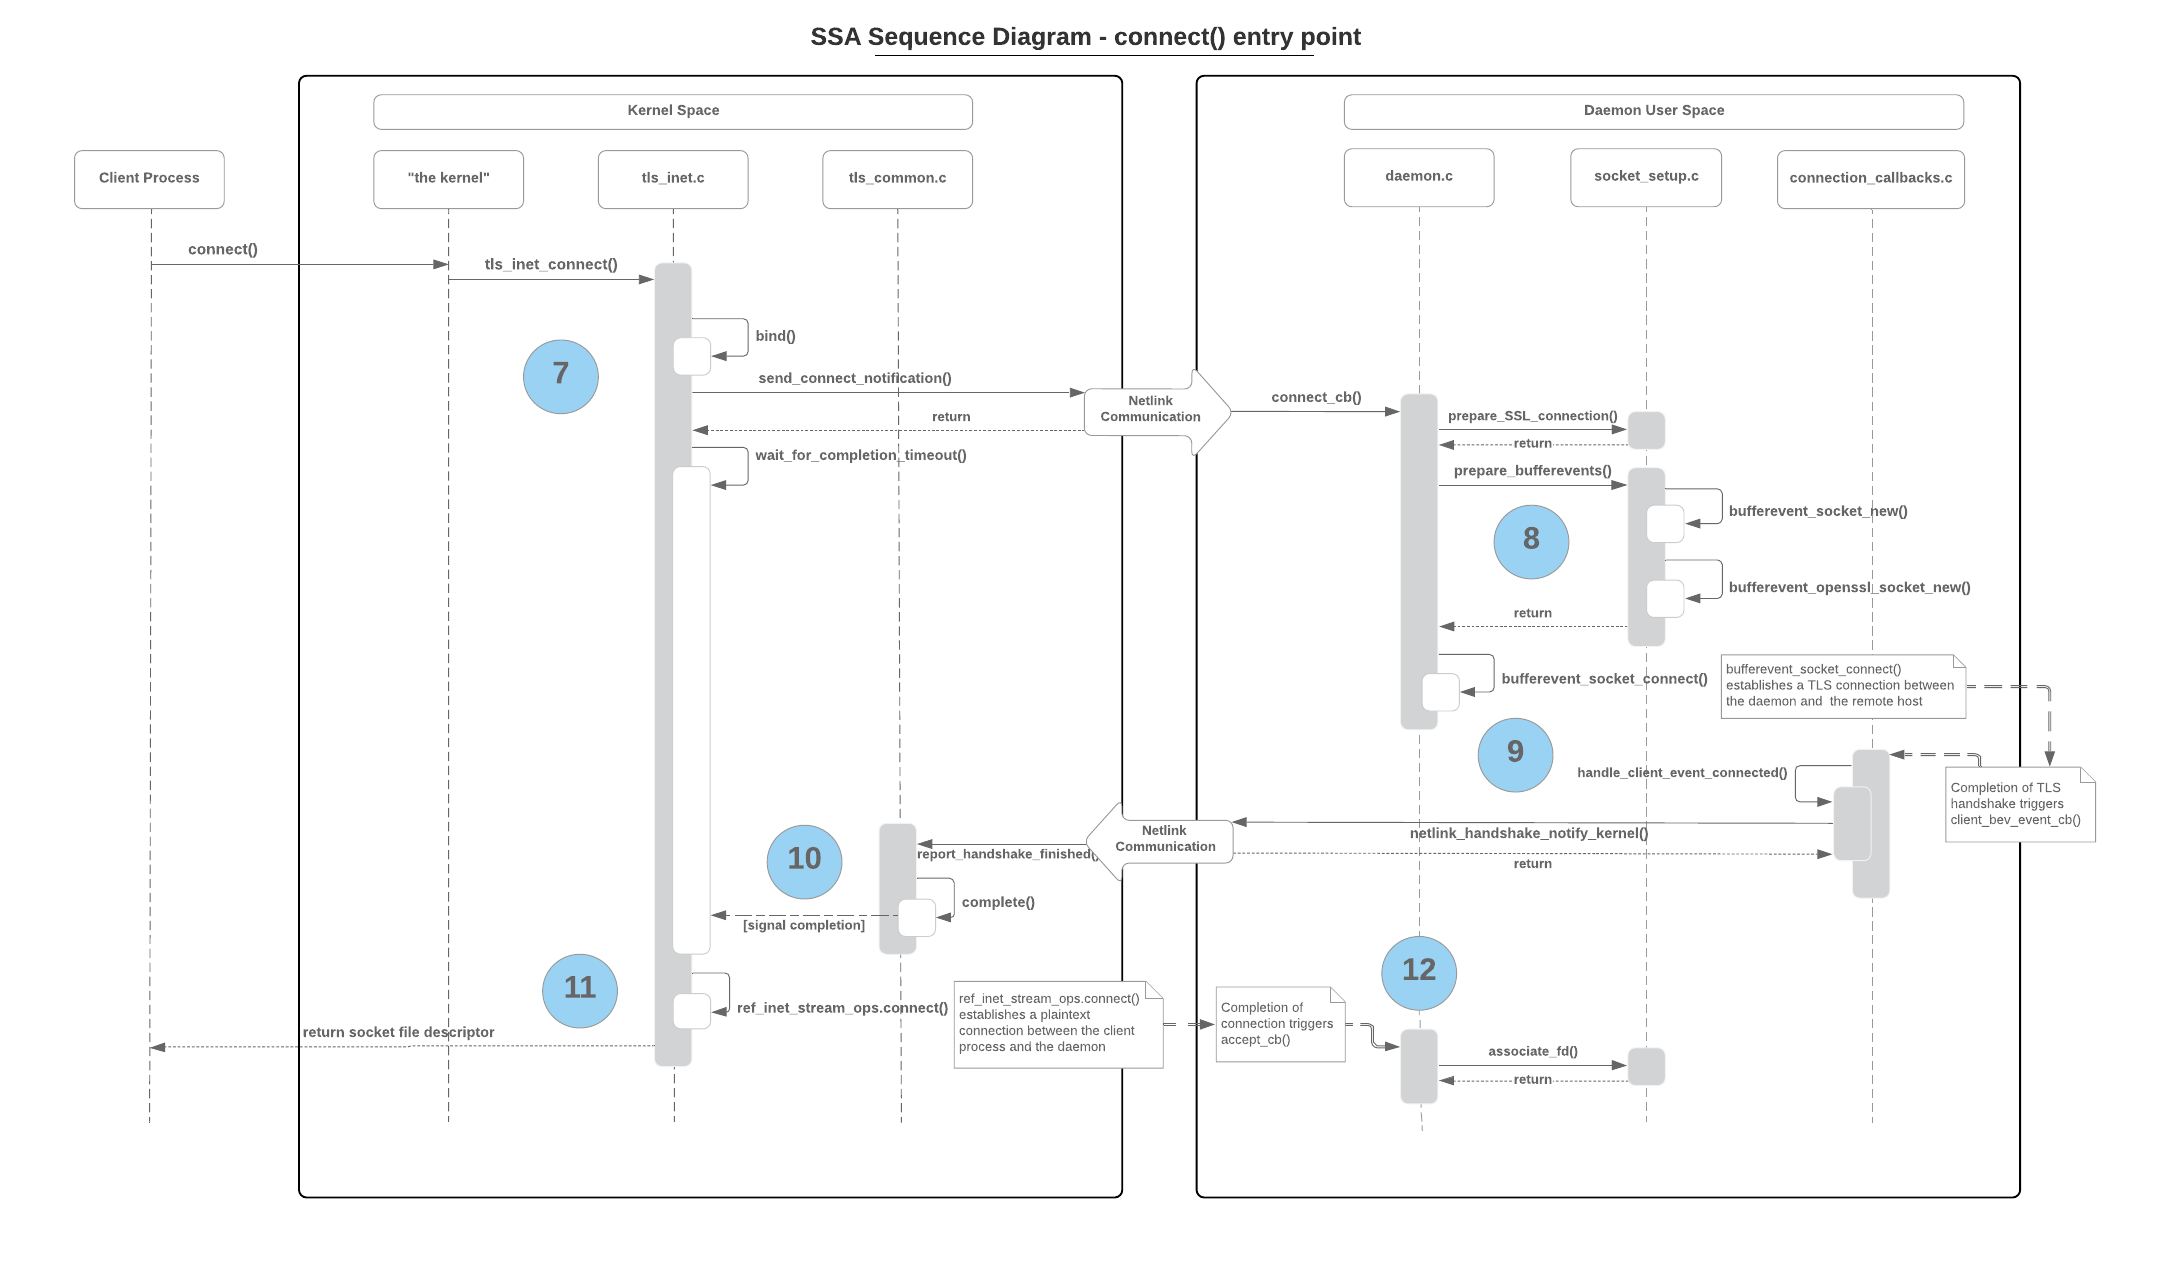 SSA Sequence Diagram - connect() entry point
Kernel Space
Daemon User Space
Client Process
"the kernel"
tls_inet.c
tls_common.c
daemon.c
socket_setup.c
connection_callbacks.c
connect()
tls_inet_connect()
bind()
7
send_connect_notification()
return
Netlink
Communication
connect_cb()
prepare_SSL_connection()
return
wait_for_completion_timeout()
prepare_bufferevents()
bufferevent_socket_new()
8
bufferevent_openssl_socket_new()
return
bufferevent_socket_connect()
bufferevent_socket_connect()
establishes a TLS connection between
the daemon and  the remote host
9
handle_client_event_connected()
Completion of TLS
handshake triggers
client_bev_event_cb()
Netlink
Communication
netlink_handshake_notify_kernel()
return
10
report_handshake_finished()
complete()
[signal completion]
11
12
ref_inet_stream_ops.connect()
ref_inet_stream_ops.connect()
establishes a plaintext
connection between the client
process and the daemon
Completion of
connection triggers
accept_cb()
return socket file descriptor
associate_fd()
return